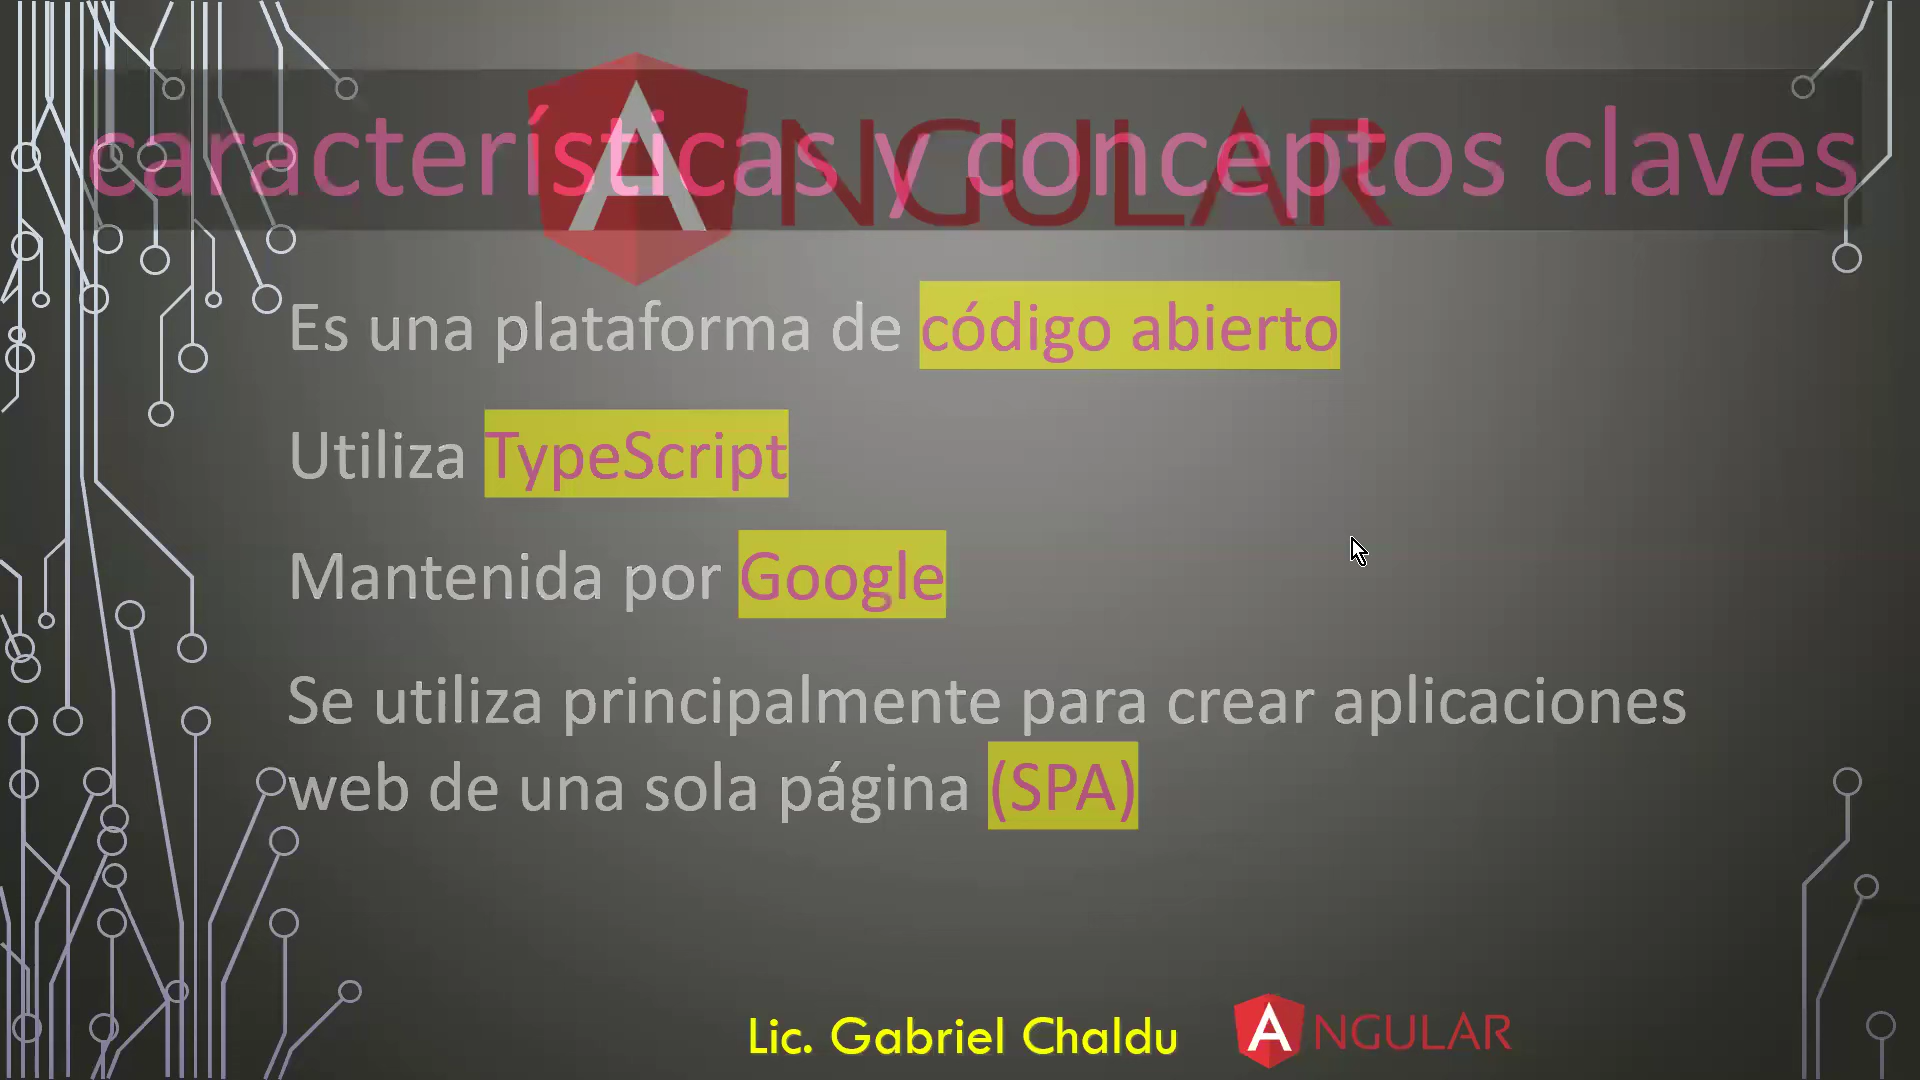 ANGULAR
características y conceptos claves
Es una plataforma de código abierto
Utiliza TypeScript
Mantenida por Google
Se utiliza principalmente para crear aplicaciones
web de una sola página (SPA)
Lic. Gabriel Chaldu
ANGULAR